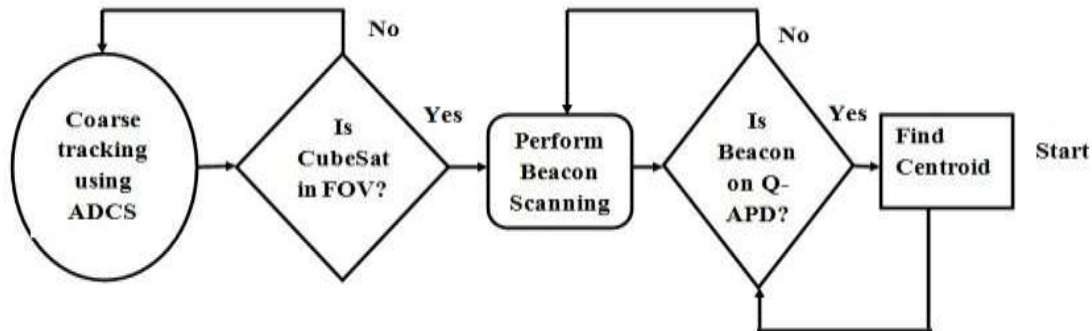 Coarse
tracking
using
ADCS
No
Is
CubeSat
in FOV?
Yes
Perform
Beacon
Scanning
No
Is
Beacon
on Q-
APD?
Yes
Find
Centroid
Start